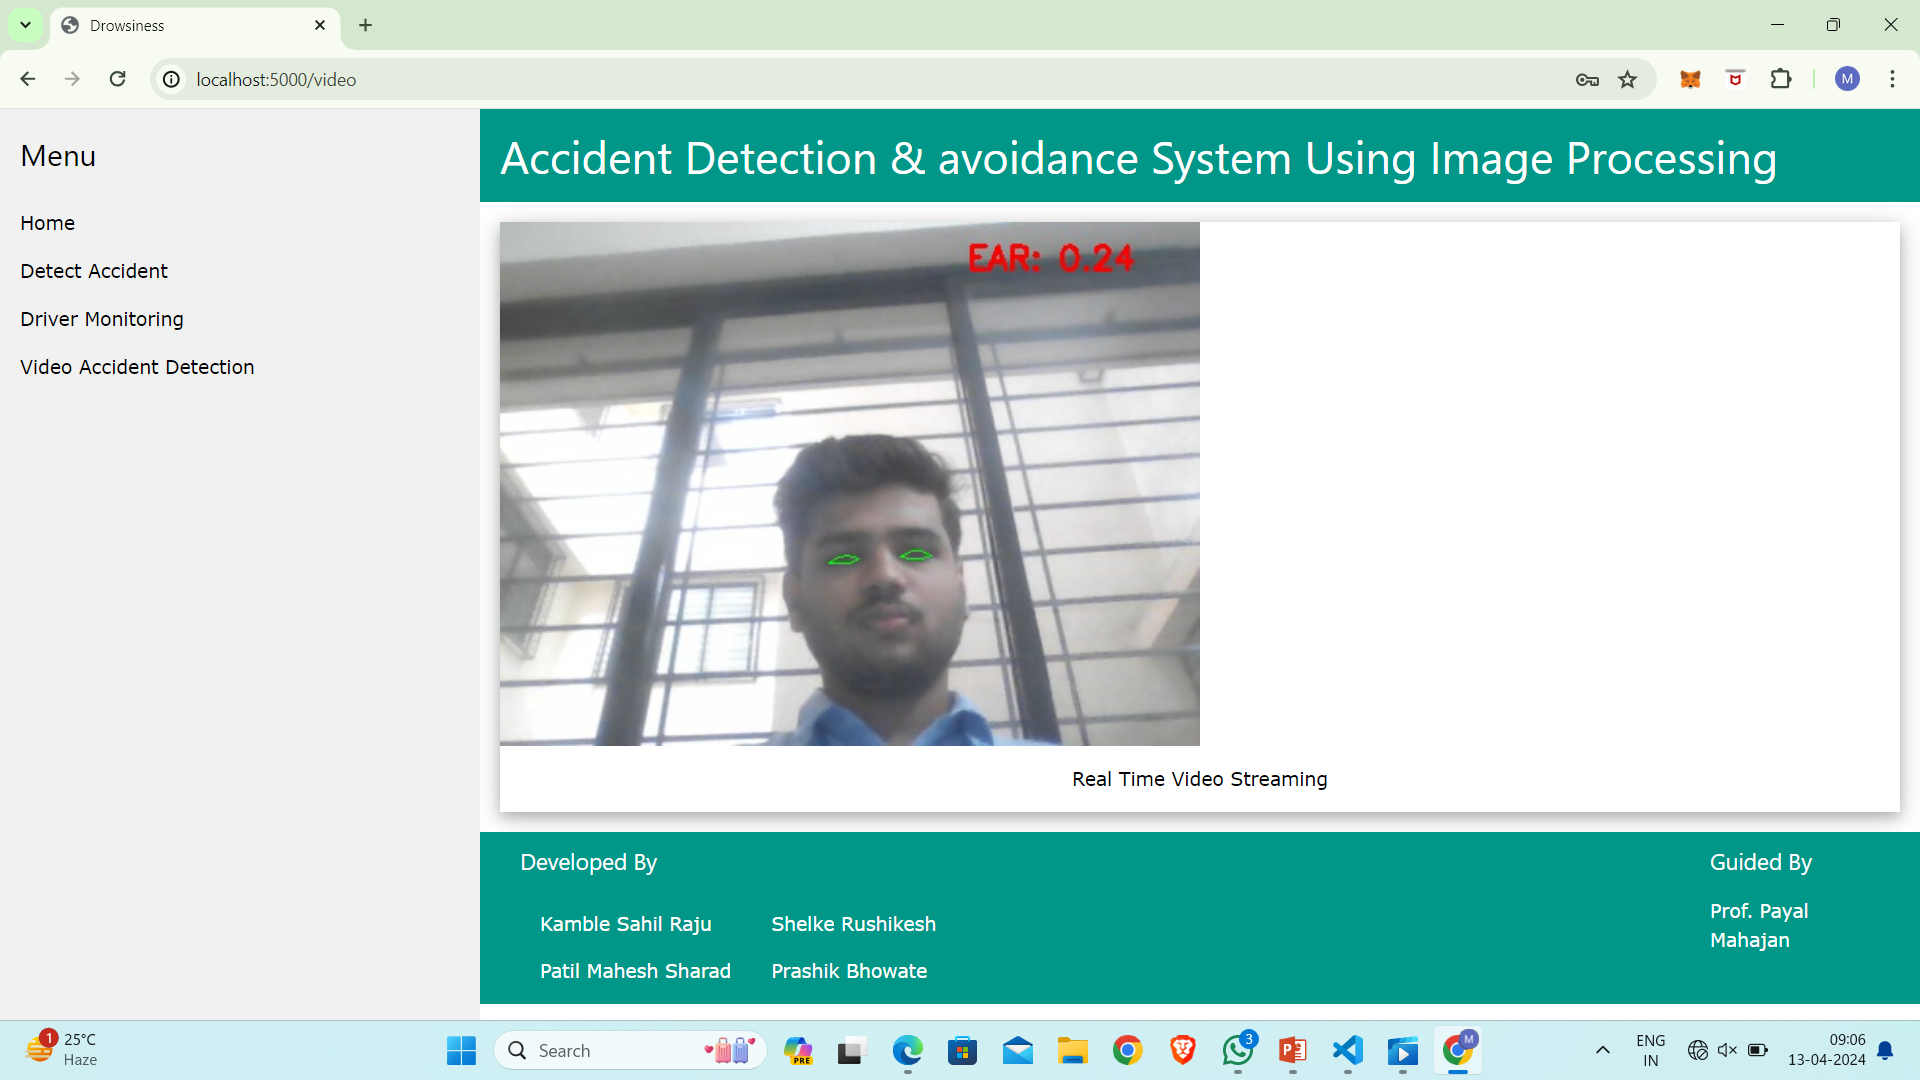 Drowsiness
localhost:5000/video
M
Menu
Home
Detect Accident
Driver Monitoring
Video Accident Detection
Accident Detection & avoidance System Using Image Processing
EAR: 0.24
Real Time Video Streaming
Developed By
Kamble Sahil Raju
Shelke Rushikesh
Patil Mahesh Sharad
Prashik Bhowate
Guided By
Prof. Payal
Mahajan
1
25°C
Haze
Search
PRE
3
M
ENG
IN
09:06
13-04-2024